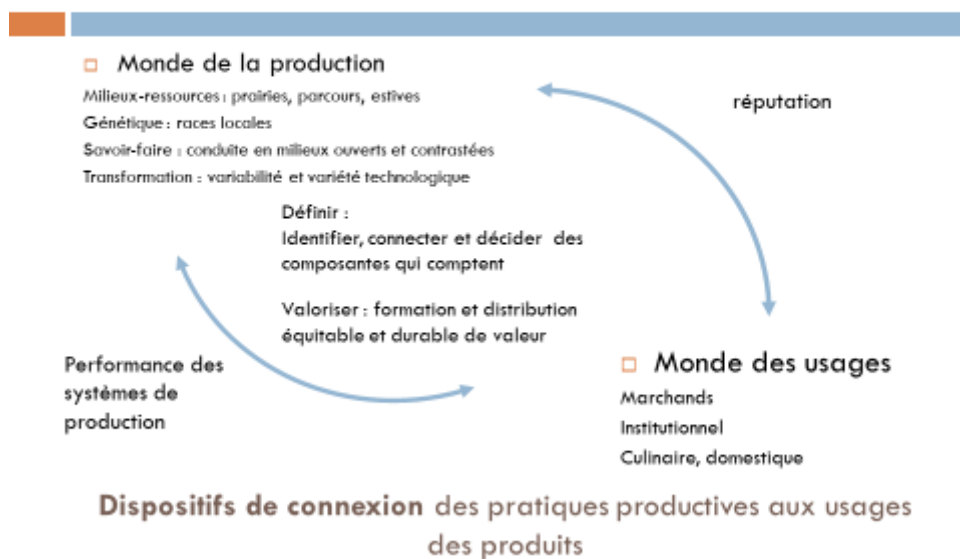 Monde de la production
Milieux-ressources : prairies, parcours, estives
Génétique : races locales
Savoir-faire : conduite en milieux ouverts et contrastées
Transformation : variabilité et variété technologique
réputation
Définir :
Identifier, connecter et décider des
composantes qui comptent
Valoriser : formation et distribution
équitable et durable de valeur
Performance des
systèmes de
production
Monde des usages
Marchands
Institutionnel
Culinaire, domestique
Dispositifs de connexion des pratiques productives aux usages
des produits